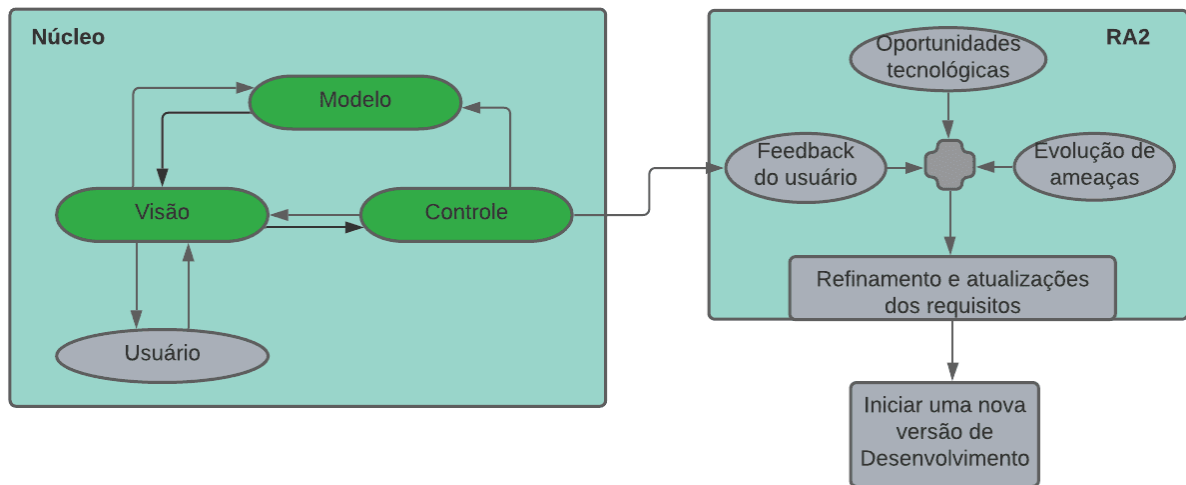 Núcleo
Modelo
Visão
Controle
Usuário
RA2
Oportunidades
tecnológicas
Feedback
do usuário
Evolução de
ameaças
Refinamento e atualizações
dos requisitos
Iniciar uma nova
versão de
Desenvolvimento